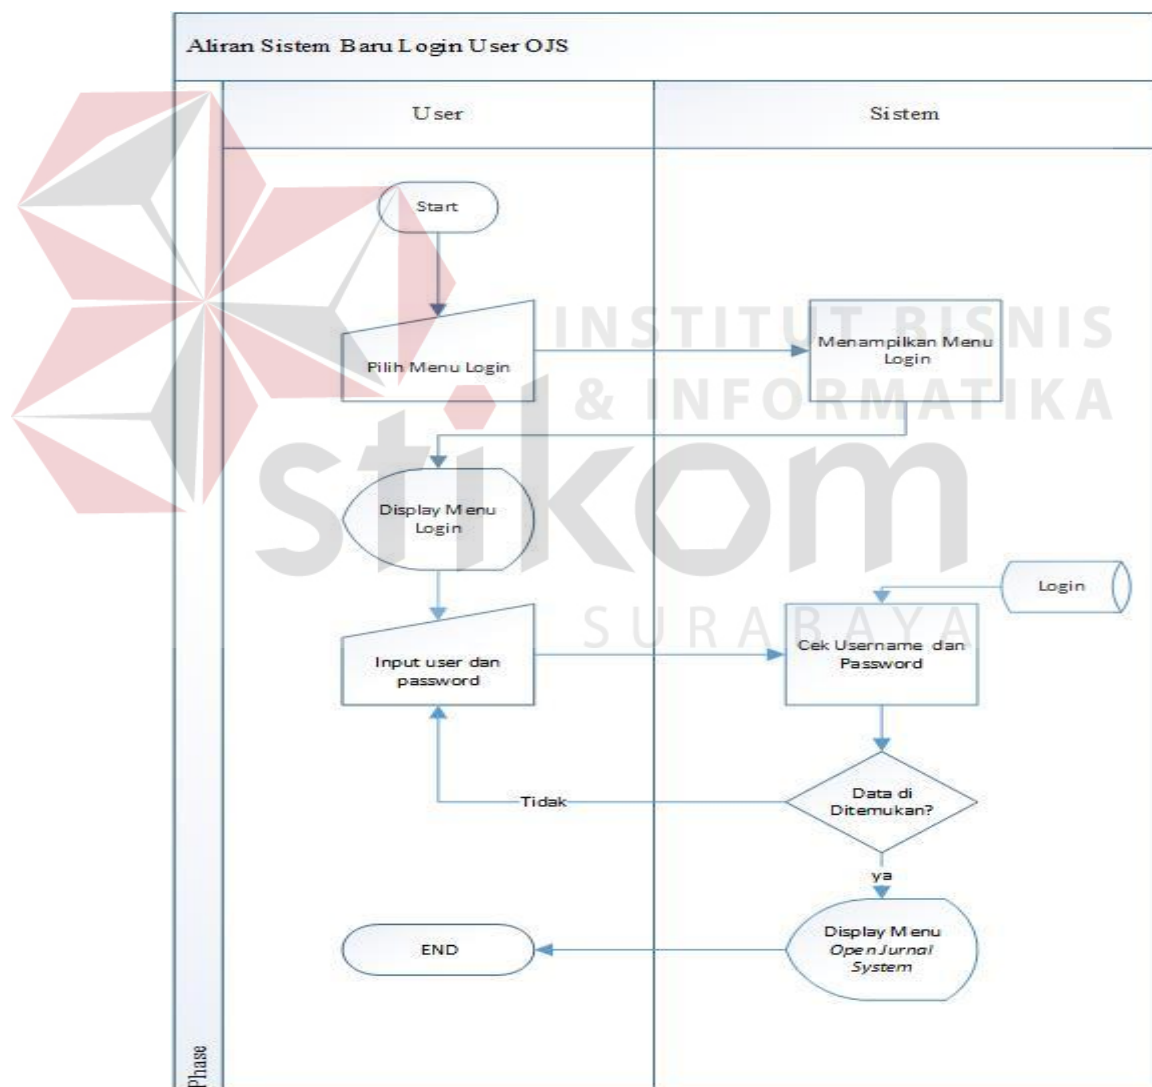 Aliran Sistem Baru Login User OJS
User
Sistem
Start
Pilih Menu Login
Menampilkan Menu
Login
INSTITUT BISNIS
& INFORMATIKA
stikom
SURABAYA
Display Menu
Login
Login
Input user dan
password
Cek Username dan
Password
Data di
Ditemukan?
Tidak
ya
Display Menu
Open Jurnal
System
END
Phase